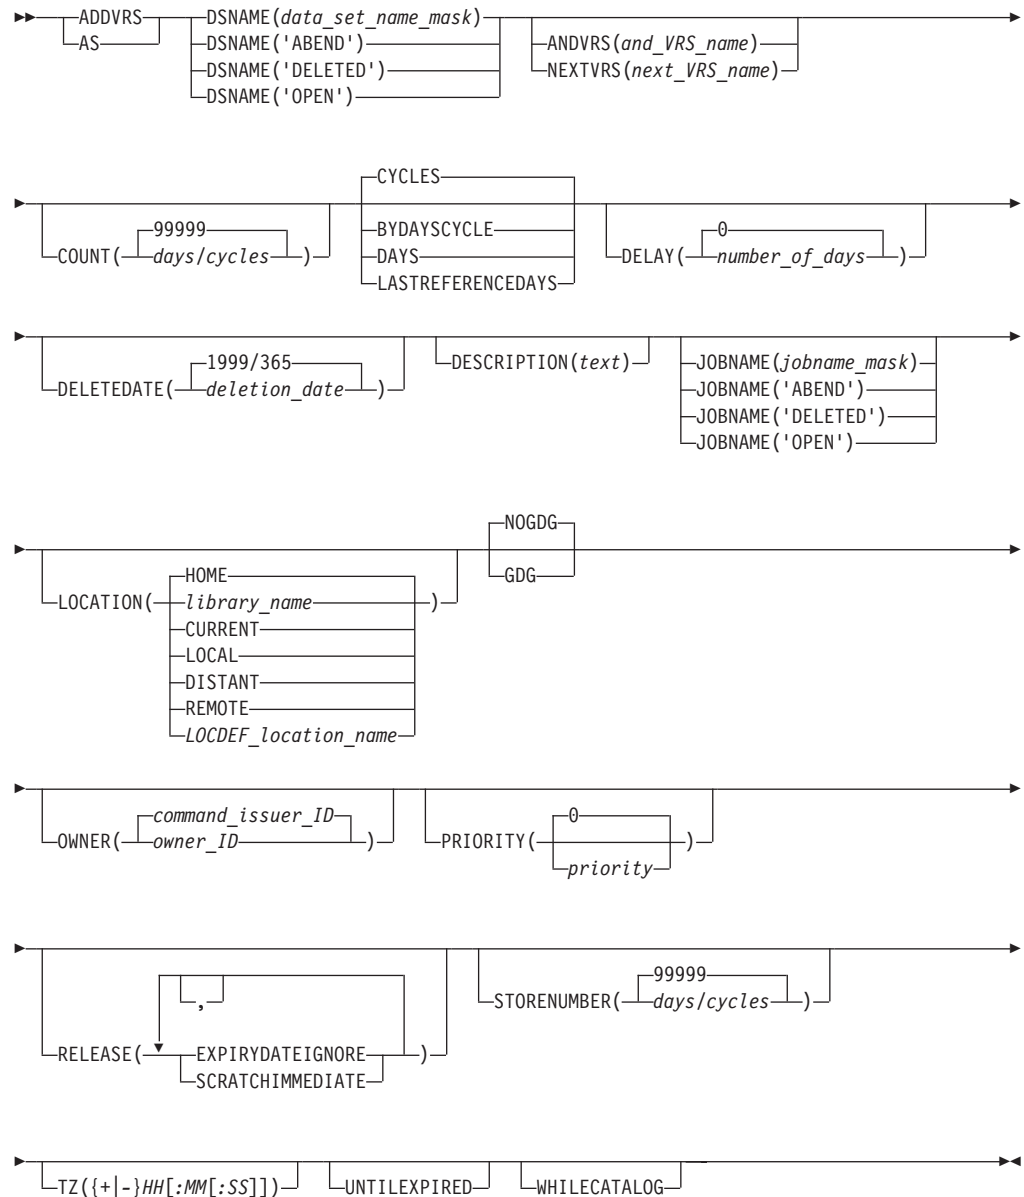 ADDVRS DSNAME(data_set_name_mask)
AS DSNAME('ABEND') ANDVRS(and_VRS_name)
DSNAME('DELETED') NEXTVRS(next_VRS_name)
DSNAME('OPEN')
CYCLES
99999 BYDAYSCYCLE 0
COUNT( days/cycles ) DAYS DELAY( number_of_days )
LASTREFERENCEDAYS
1999/365 DESCRIPTION(text) JOBNAME(jobname_mask)
DELETEDATE( deletion_date ) JOBNAME('ABEND')
JOBNAME('DELETED')
JOBNAME('OPEN')
NOGDG
HOME GDG
LOCATION( library_name )
CURRENT
LOCAL
DISTANT
REMOTE
LOCDEF_location_name
command_issuer_ID 0
OWNER( owner_ID ) PRIORITY( )
priority
, 99999
STORENUMBER( days/cycles )
RELEASE( EXPIRYDATEIGNORE )
SCRATCHIMMEDIATE
TZ({+|-}HH[:MM[:SS]]) UNTILEXPIRED WHILECATALOG